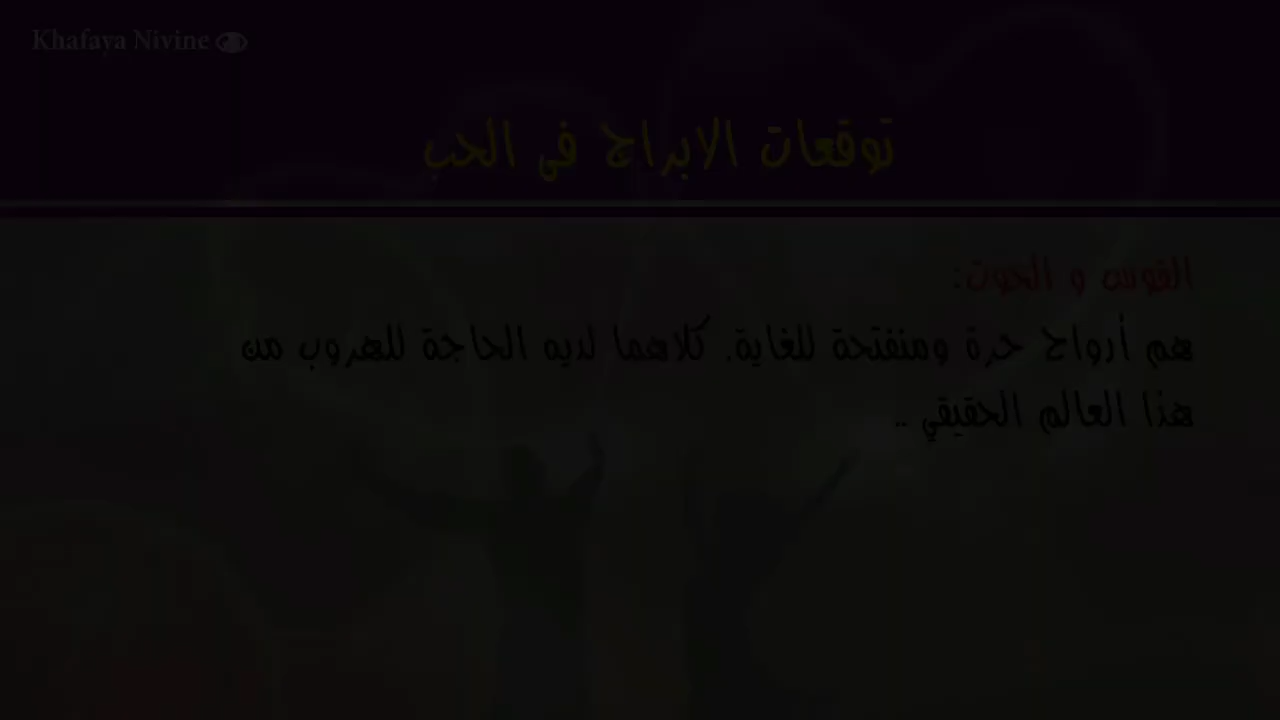 Khafaya Nivine
توقعات الابراج فى الحب
القوس و الحوت:
هم أرواح حرة ومنفتحة للغاية. كلاهما لديه الحاجة للهروب من
هذا العالم الحقيقي ..